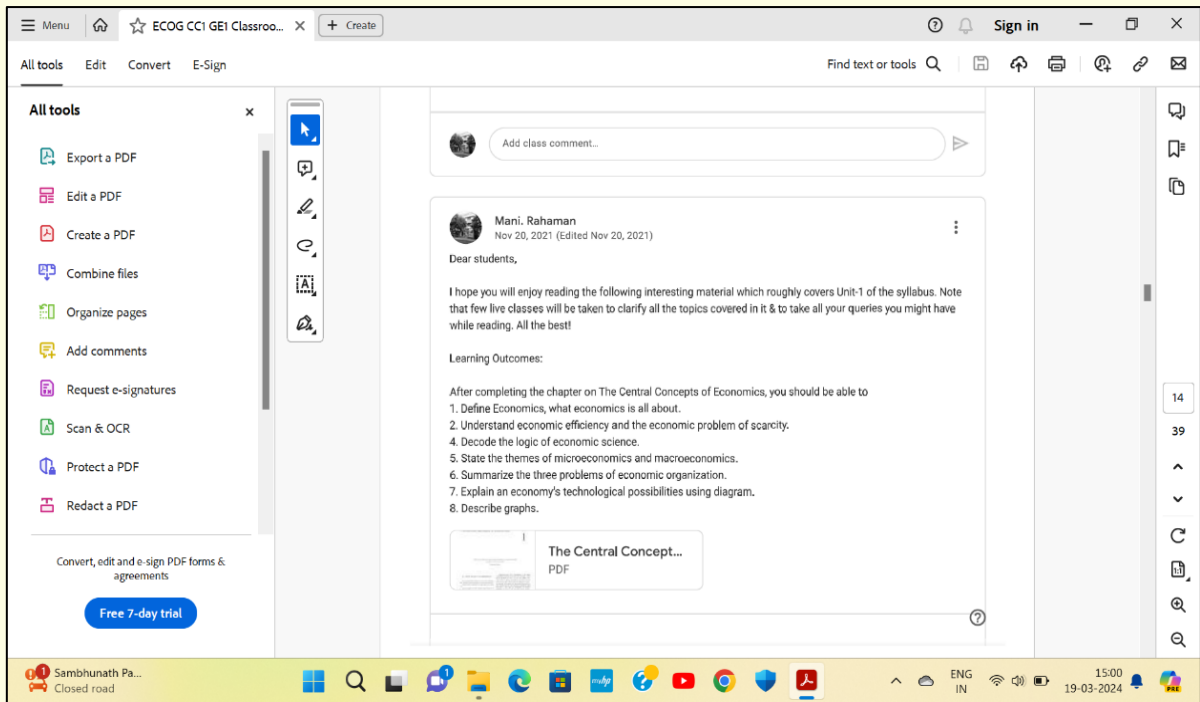 Menu
ECOG CC1 GE1 Classroo...
Create
Sign in
All tools
Edit
Convert
E-Sign
Find text or tools
All tools
Export a PDF
Edit a PDF
Create a PDF
Combine files
Organize pages
Add comments
Request e-signatures
Scan & OCR
Protect a PDF
Redact a PDF
Convert, edit and e-sign PDF forms &
agreements
Free 7-day trial
Add class comment...
Mani. Rahaman
Nov 20, 2021 (Edited Nov 20, 2021)
Dear students,
I hope you will enjoy reading the following interesting material which roughly covers Unit-1 of the syllabus. Note
that few live classes will be taken to clarify all the topics covered in it & to take all your queries you might have
while reading. All the best!
Learning Outcomes:
After completing the chapter on The Central Concepts of Economics, you should be able to
1. Define Economics, what economics is all about.
2. Understand economic efficiency and the economic problem of scarcity.
4. Decode the logic of economic science.
5. State the themes of microeconomics and macroeconomics.
6. Summarize the three problems of economic organization.
7. Explain an economy's technological possibilities using diagram.
8. Describe graphs.
The Central Concept...
PDF
14
39
1
Sambhunath Pa...
Closed road
1
myhp
ENG
IN
15:00
19-03-2024
PRE